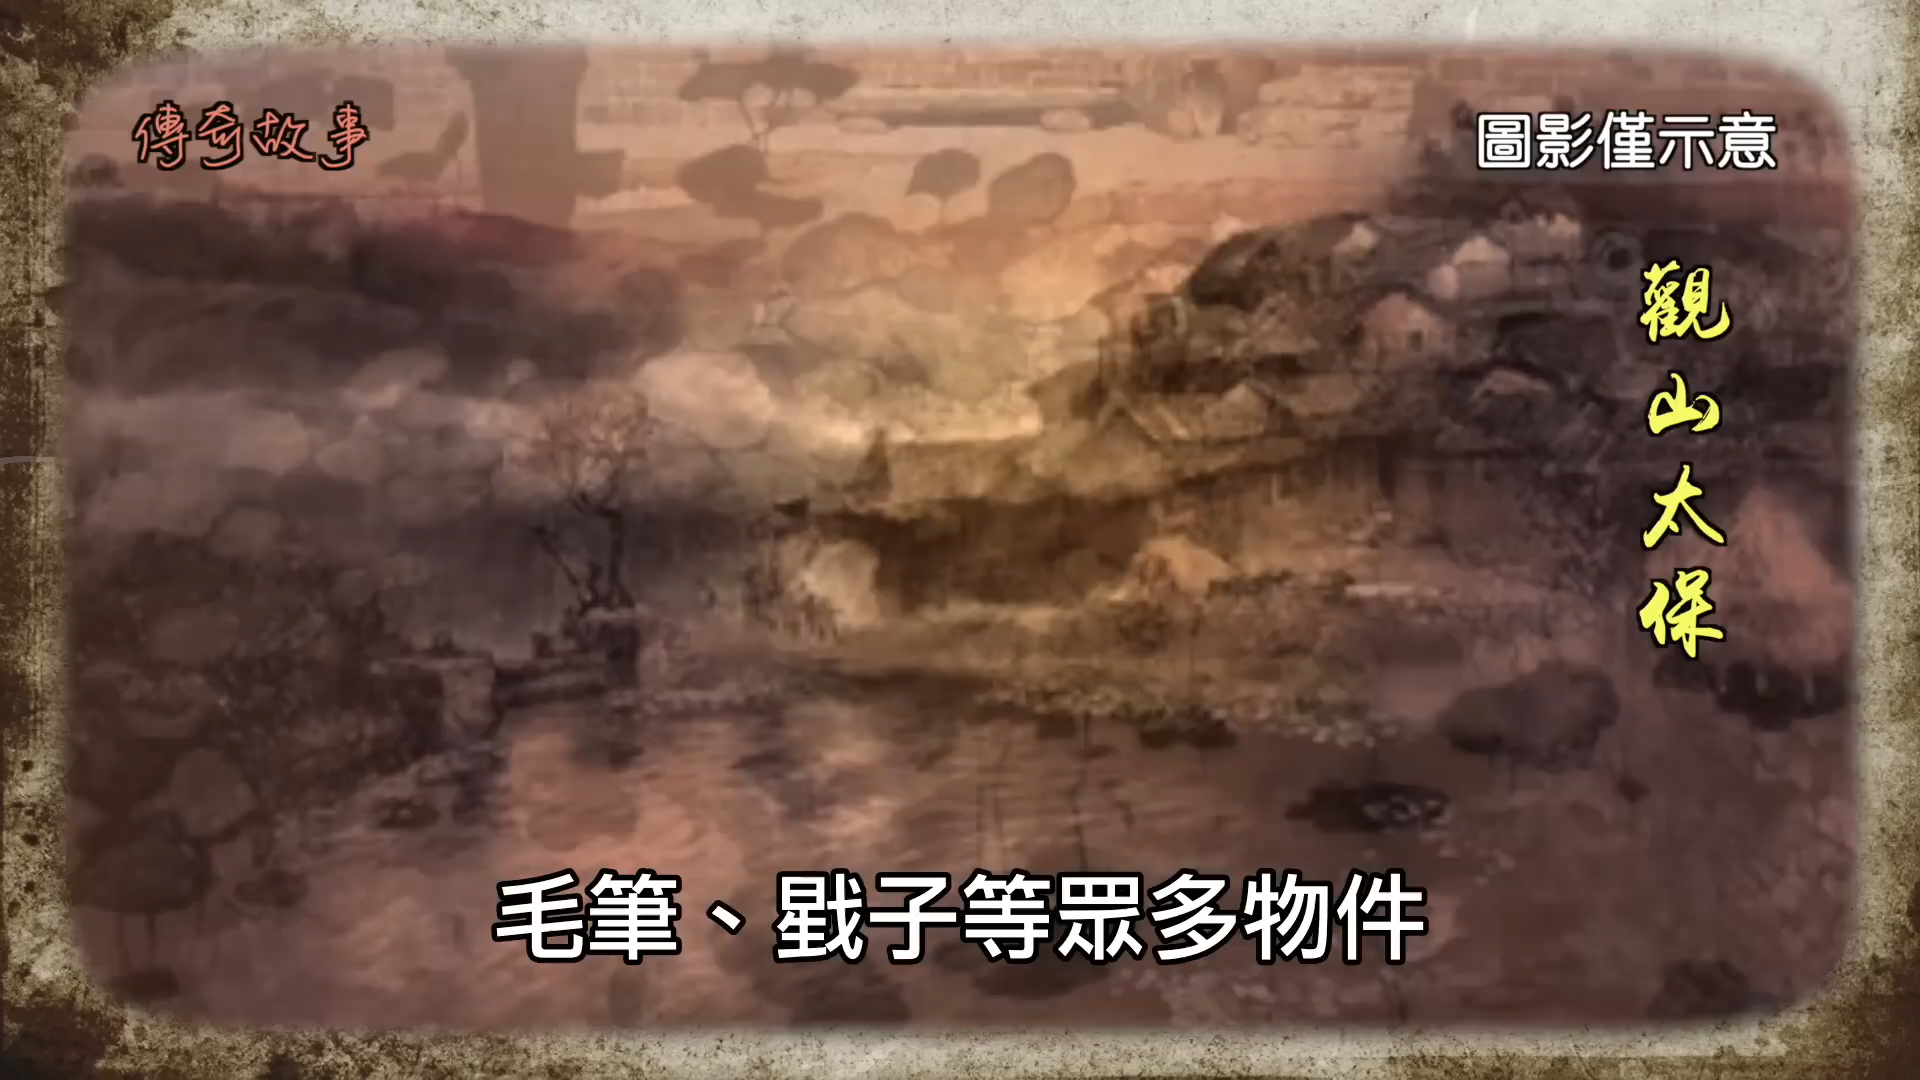 傳奇故事
圖影僅示意
觀山太保
毛筆、戥子等眾多物件